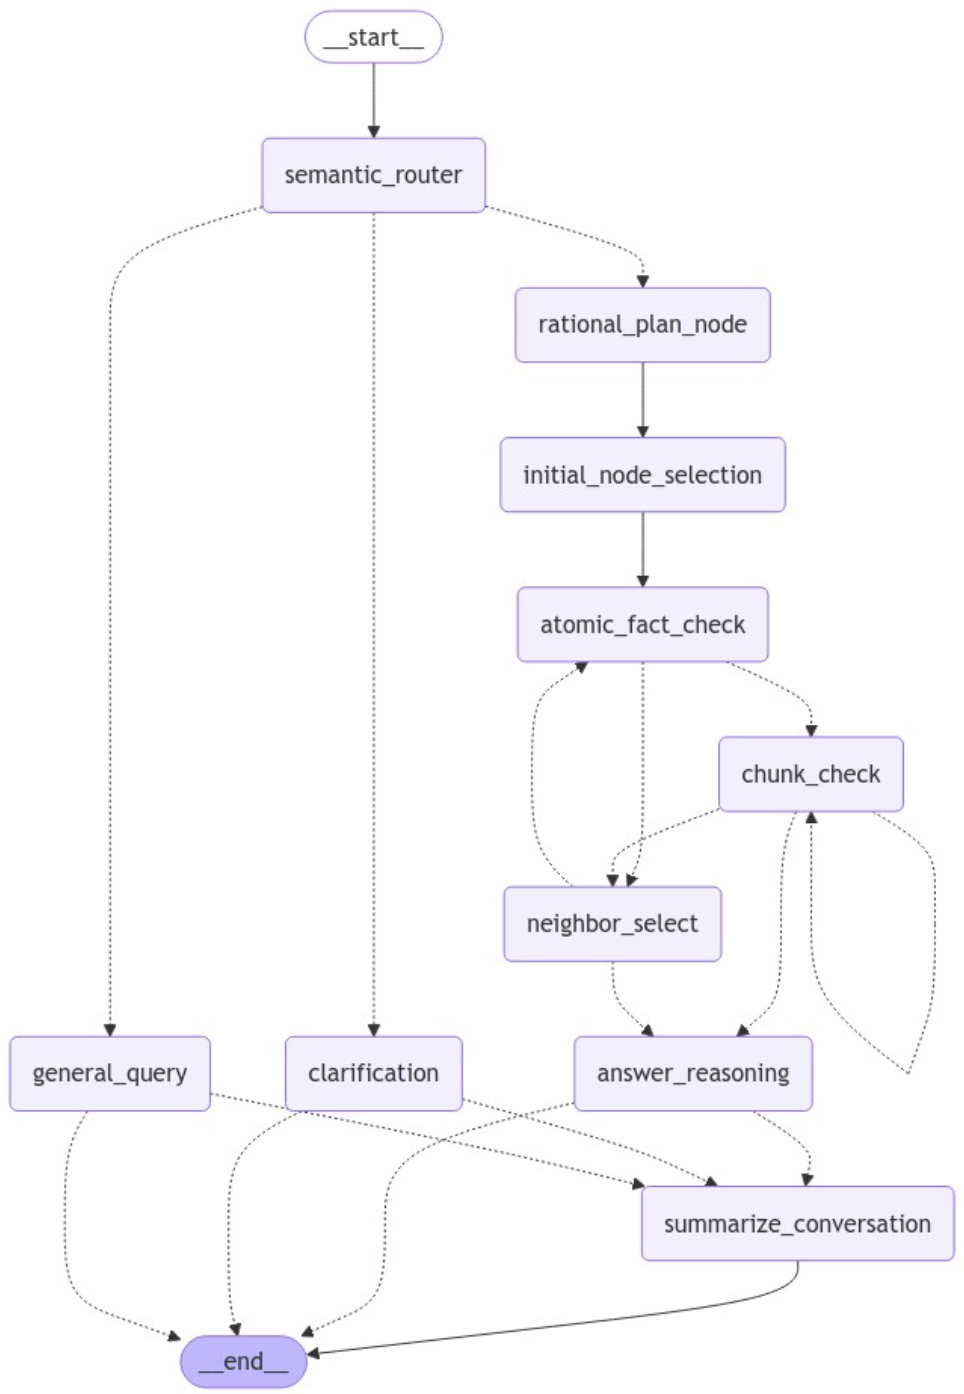 __start__
semantic_router
rational_plan_node
initial_node_selection
atomic_fact_check
chunk_check
neighbor_select
general_query
clarification
answer_reasoning
summarize_conversation
__end__